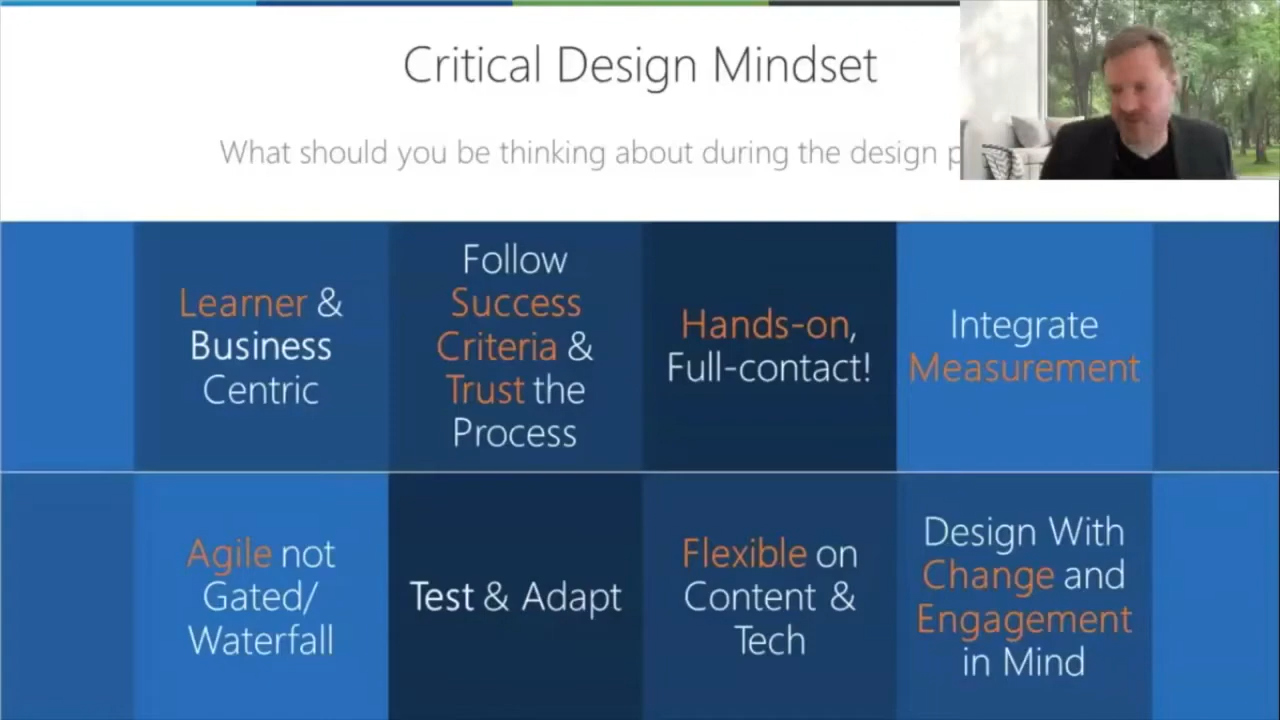 Critical Design Mindset
What should you be thinking about during the design
Learner &
Business
Centric
Follow
Success
Criteria &
Trust the
Process
Hands-on,
Full-contact!
Integrate
Measurement
Agile not
Gated/
Waterfall
Test & Adapt
Flexible on
Content &
Tech
Design With
Change and
Engagement
in Mind